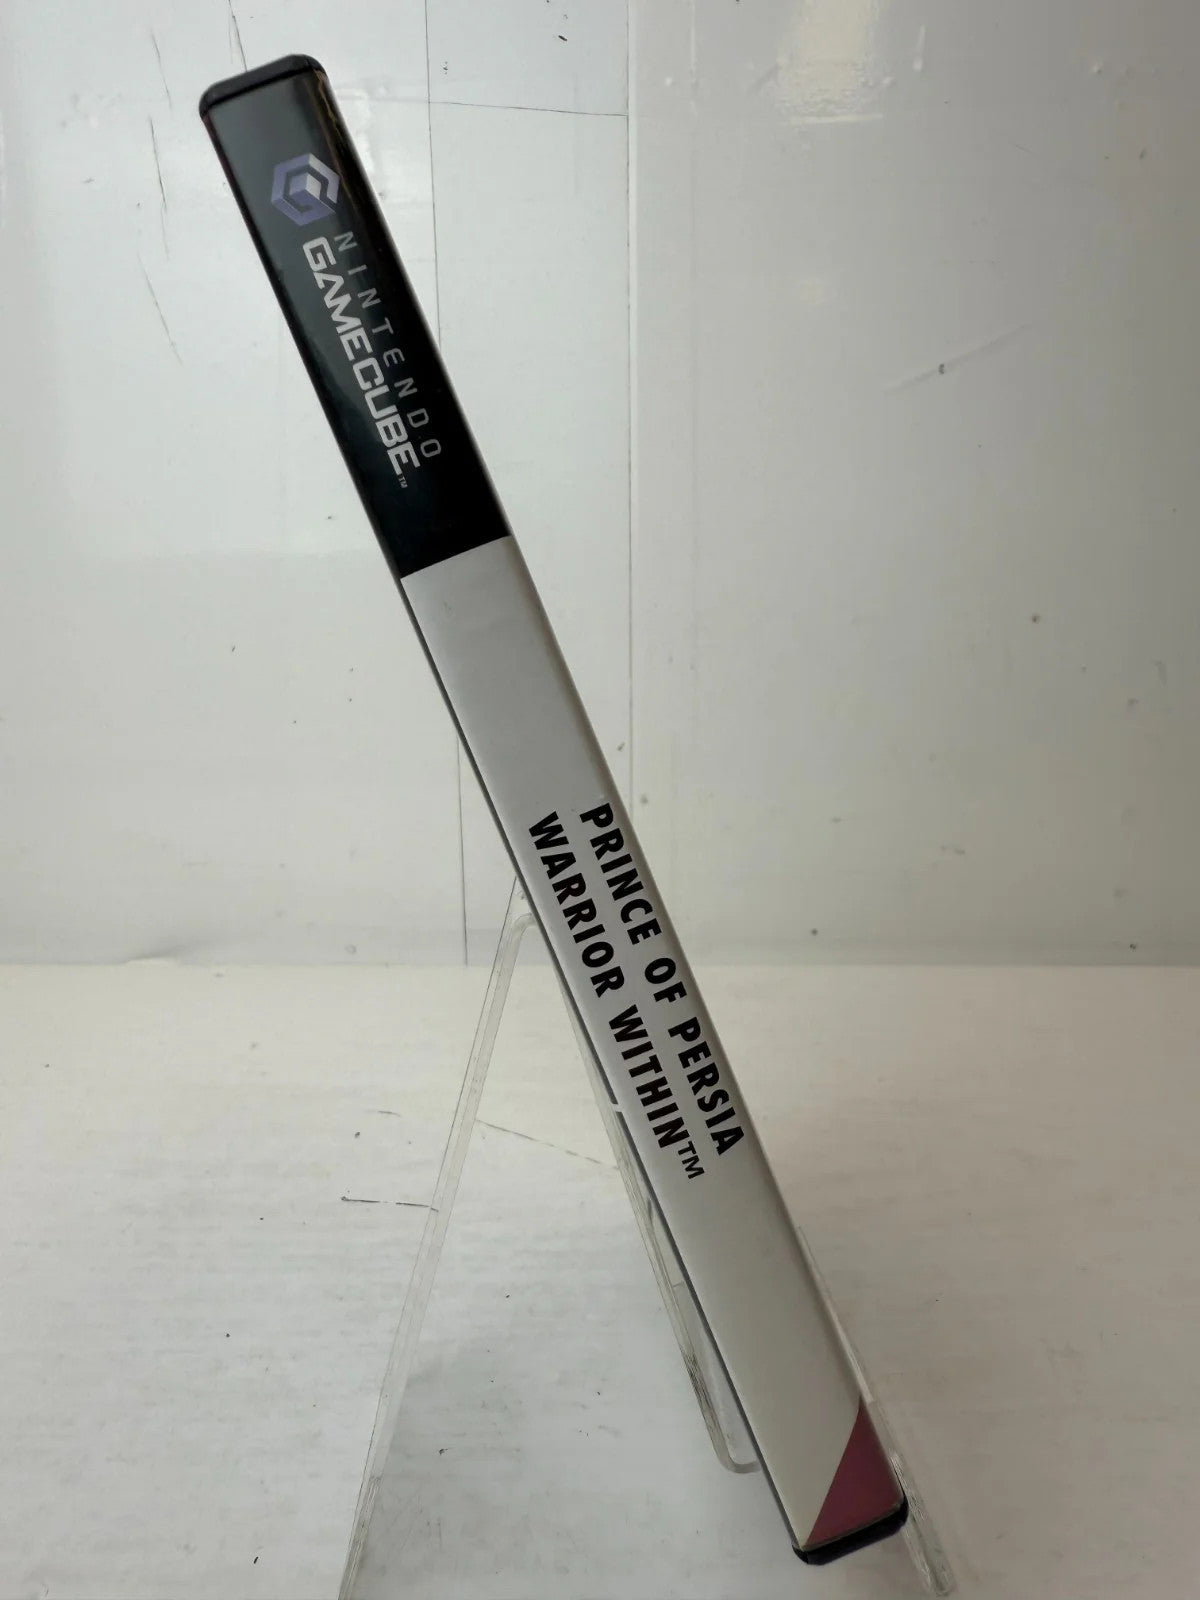 NINTENDO
GAMECUBE™
PRINCE OF PERSIA
WARRIOR WITHIN™